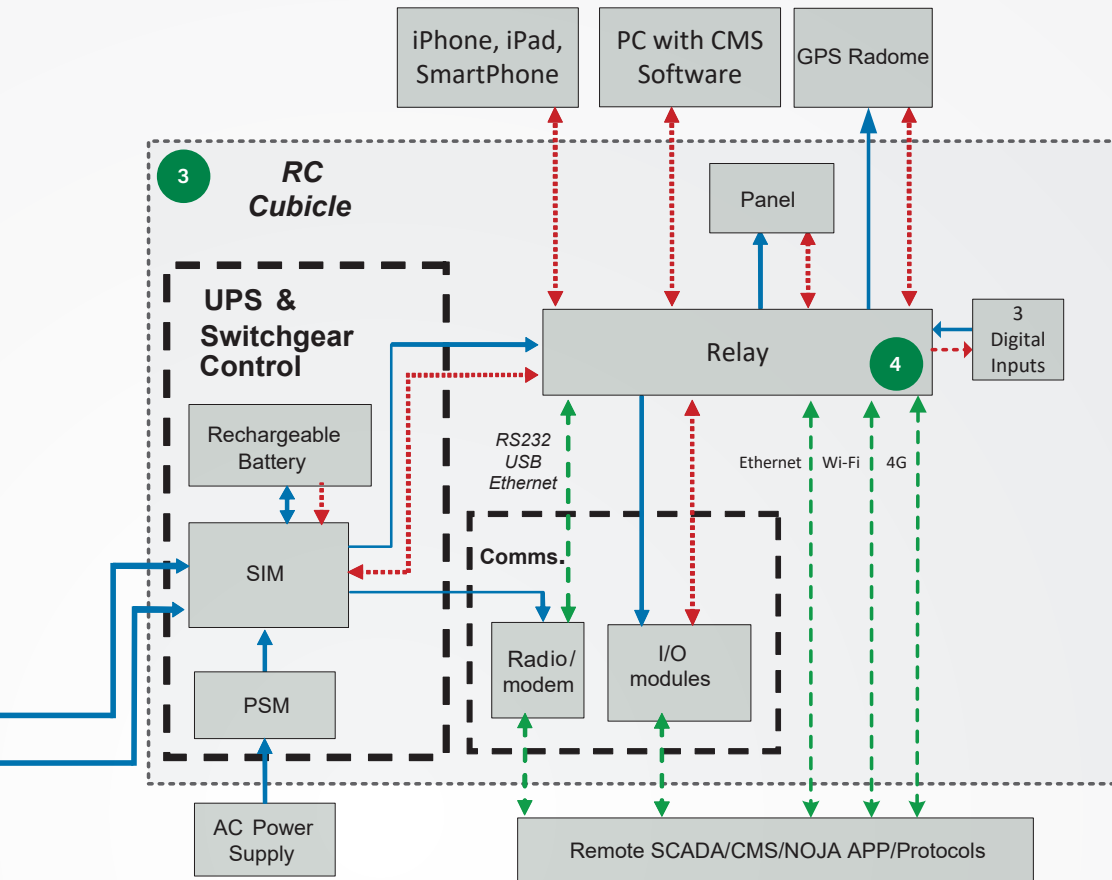 iPhone, iPad,
SmartPhone
PC with CMS
Software
GPS Radome
3
RC
Cubicle
Panel
UPS &
Switchgear
Control
Relay
4
3
Digital
Inputs
Rechargeable
Battery
RS232
USB
Ethernet
Ethernet
Wi-Fi
4G
Comms.
SIM
Radio/
modem
I/O
modules
PSM
AC Power
Supply
Remote SCADA/CMS/NOJA APP/Protocols